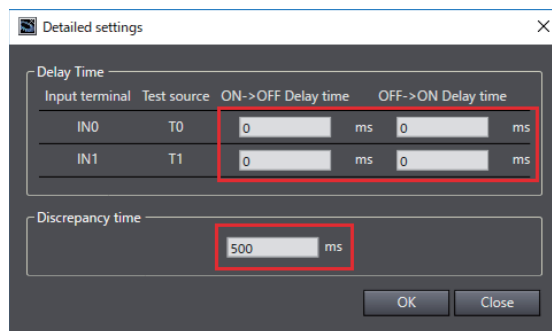 Detailed settings
Delay Time
Input terminal Test source ON->OFF Delay time OFF->ON Delay time
IN0 T0 0 ms 0 ms
IN1 T1 0 ms 0 ms
Discrepancy time
500 ms
OK Close